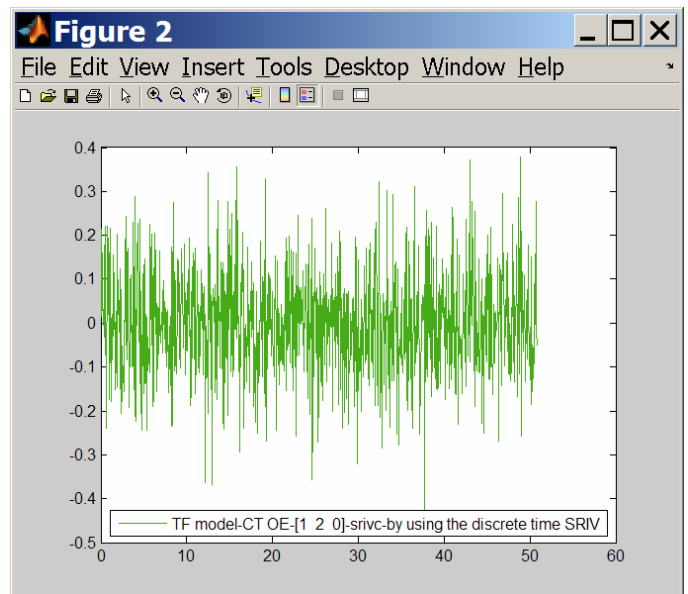 Figure 2
File Edit View Insert Tools Desktop Window Help
0.4
0.3
0.2
0.1
0
-0.1
-0.2
-0.3
-0.4
-0.5
TF model-CT OE-[1 2 0]-srivc-by using the discrete time SRIV
0 10 20 30 40 50 60